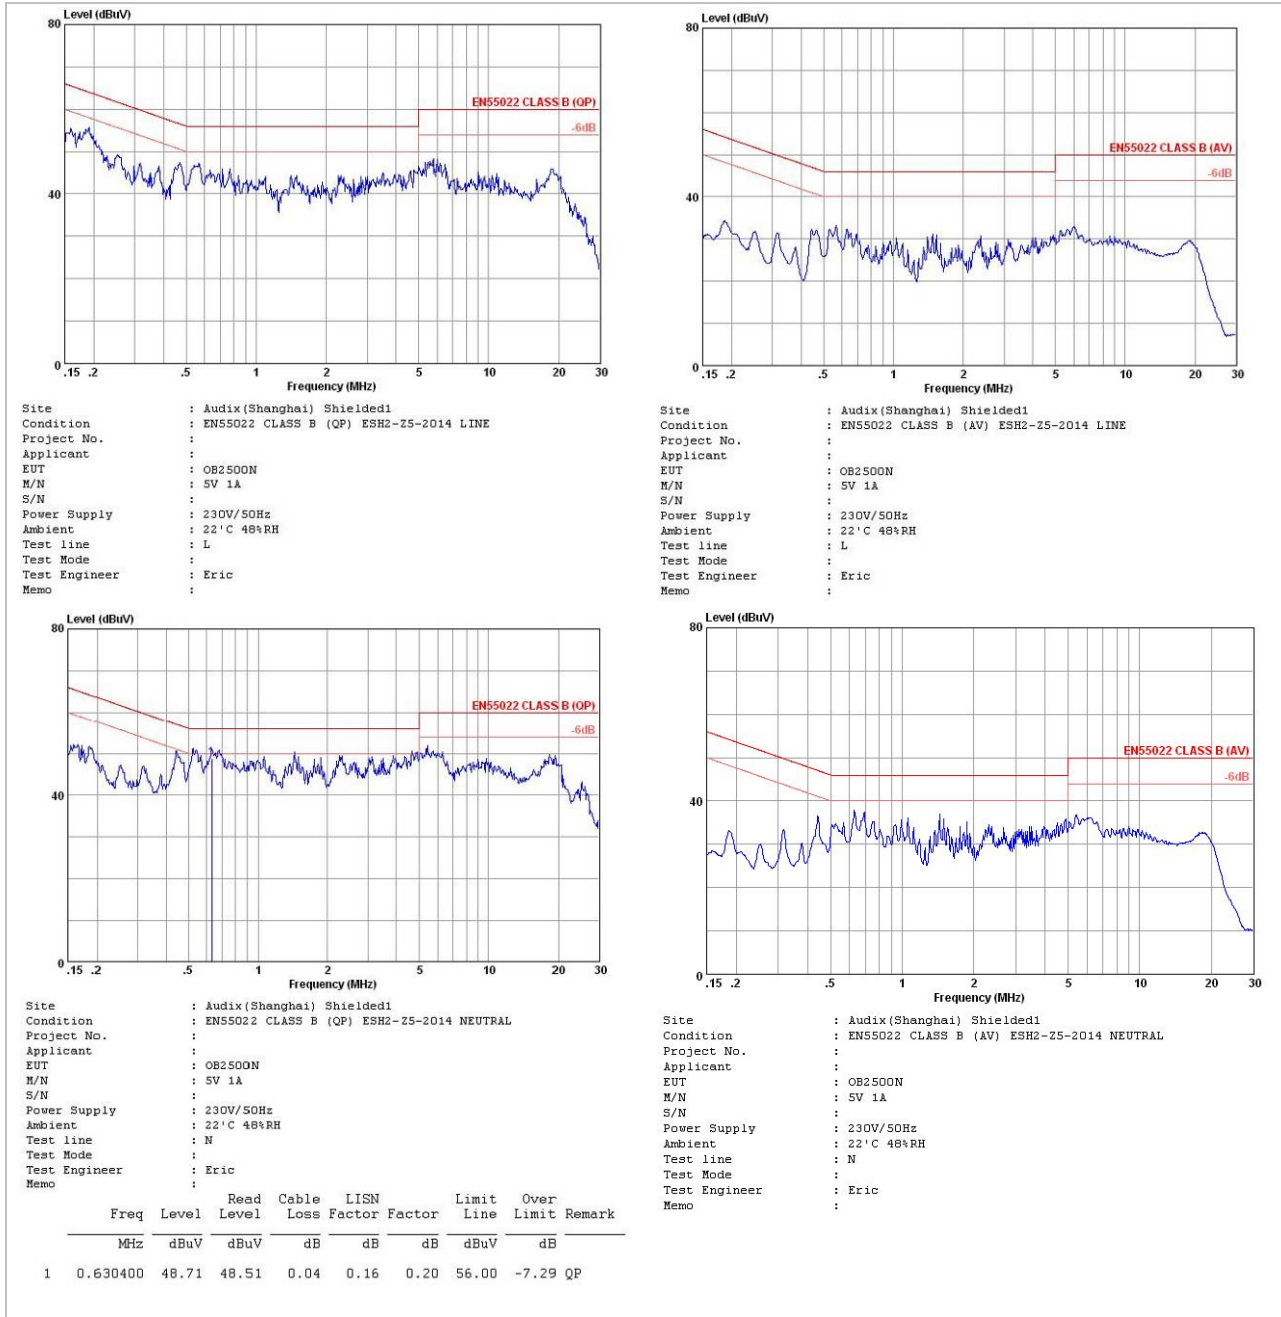 Level (dBuV)
80
EN55022 CLASS B (QP)
-6dB
40
0
.15 .2 .5 1 2 5 10 20 30
Frequency (MHz)
Site : Audix(Shanghai) Shielded1
Condition : EN55022 CLASS B (QP) ESH2-Z5-2014 LINE
Project No. :
Applicant :
EUT : OB2500N
M/N : 5V 1A
S/N :
Power Supply : 230V/50Hz
Ambient : 22'C 48%RH
Test line : L
Test Mode :
Test Engineer : Eric
Memo :
Level (dBuV)
80
EN55022 CLASS B (AV)
-6dB
40
0
.15 .2 .5 1 2 5 10 20 30
Frequency (MHz)
Site : Audix(Shanghai) Shielded1
Condition : EN55022 CLASS B (AV) ESH2-Z5-2014 LINE
Project No. :
Applicant :
EUT : OB2500N
M/N : 5V 1A
S/N :
Power Supply : 230V/50Hz
Ambient : 22'C 48%RH
Test line : L
Test Mode :
Test Engineer : Eric
Memo :
Level (dBuV)
80
EN55022 CLASS B (QP)
-6dB
40
0
.15 .2 .5 1 2 5 10 20 30
Frequency (MHz)
Site : Audix(Shanghai) Shielded1
Condition : EN55022 CLASS B (QP) ESH2-Z5-2014 NEUTRAL
Project No. :
Applicant :
EUT : OB2500N
M/N : 5V 1A
S/N :
Power Supply : 230V/50Hz
Ambient : 22'C 48%RH
Test line : N
Test Mode :
Test Engineer : Eric
Memo :
Read Cable LISN Limit Over
Freq Level Level Loss Factor Factor Line Limit Remark
MHz dBuV dBuV dB dB dB dBuV dB
1 0.630400 48.71 48.51 0.04 0.16 0.20 56.00 -7.29 QP
Level (dBuV)
80
EN55022 CLASS B (AV)
-6dB
40
0
.15 .2 .5 1 2 5 10 20 30
Frequency (MHz)
Site : Audix(Shanghai) Shielded1
Condition : EN55022 CLASS B (AV) ESH2-Z5-2014 NEUTRAL
Project No. :
Applicant :
EUT : OB2500N
M/N : 5V 1A
S/N :
Power Supply : 230V/50Hz
Ambient : 22'C 48%RH
Test line : N
Test Mode :
Test Engineer : Eric
Memo :